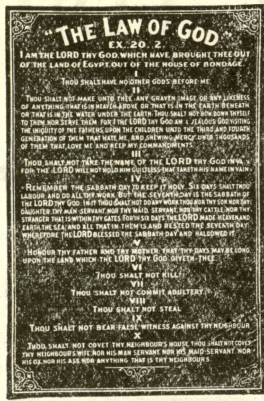 "THE LAW OF GOD"
EX. 20. 2.
I AM THE LORD THY GOD, WHICH HAVE BROUGHT THEE OUT
OF THE LAND OF EGYPT, OUT OF THE HOUSE OF BONDAGE.
I
THOU SHALT HAVE NO OTHER GODS BEFORE ME
II
THOU SHALT NOT MAKE UNTO THEE ANY GRAVEN IMAGE OR ANY LIKENESS
OF ANYTHING THAT IS IN HEAVEN ABOVE OR THAT IS IN THE EARTH BENEATH
OR THAT IS IN THE WATER UNDER THE EARTH. THOU SHALT NOT BOW DOWN THYSELF
TO THEM NOR SERVE THEM FOR I THE LORD THY GOD AM A JEALOUS GOD VISITING
THE INIQUITY OF THE FATHERS UPON THE CHILDREN UNTO THE THIRD AND FOURTH
GENERATION OF THEM THAT HATE ME, AND SHEWING MERCY UNTO THOUSANDS
OF THEM THAT LOVE ME AND KEEP MY COMMANDMENTS.
THOU SHALT NOT TAKE THE NAME OF THE LORD THY GOD IN VAIN
FOR THE LORD WILL NOT HOLD HIM GUILTLESS THAT TAKETH HIS NAME IN VAIN
IV
REMEMBER THE SABBATH DAY TO KEEP IT HOLY. SIX DAYS SHALT THOU
LABOUR AND DO ALL THY WORK. BUT THE SEVENTH DAY IS THE SABBATH OF
THE LORD THY GOD. IN IT THOU SHALT NOT DO ANY WORK THOU NOR THY SON NOR THY
DAUGHTER THY MAN SERVANT NOR THY MAID SERVANT, NOR THY CATTLE NOR THY
STRANGER THAT IS WITHIN THY GATES. FOR IN SIX DAYS THE LORD MADE HEAVEN AND
EARTH, THE SEA, AND ALL THAT IN THEM IS AND RESTED THE SEVENTH DAY
WHEREFORE THE LORD BLESSED THE SABBATH DAY AND HALLOWED IT.
HONOUR THY FATHER AND THY MOTHER THAT THY DAYS MAY BE LONG
UPON THE LAND WHICH THE LORD THY GOD GIVETH THEE
VI
THOU SHALT NOT KILL
VII
THOU SHALT NOT COMMIT ADULTERY
VIII
THOU SHALT NOT STEAL
IX
THOU SHALT NOT BEAR FALSE WITNESS AGAINST THY NEIGHBOUR
X
THOU SHALT NOT COVET THY NEIGHBOUR'S HOUSE, THOU SHALT NOT COVET
THY NEIGHBOUR'S WIFE NOR HIS MAN SERVANT NOR HIS MAID SERVANT NOR
HIS OX, NOR HIS ASS, NOR ANYTHING THAT IS THY NEIGHBOURS